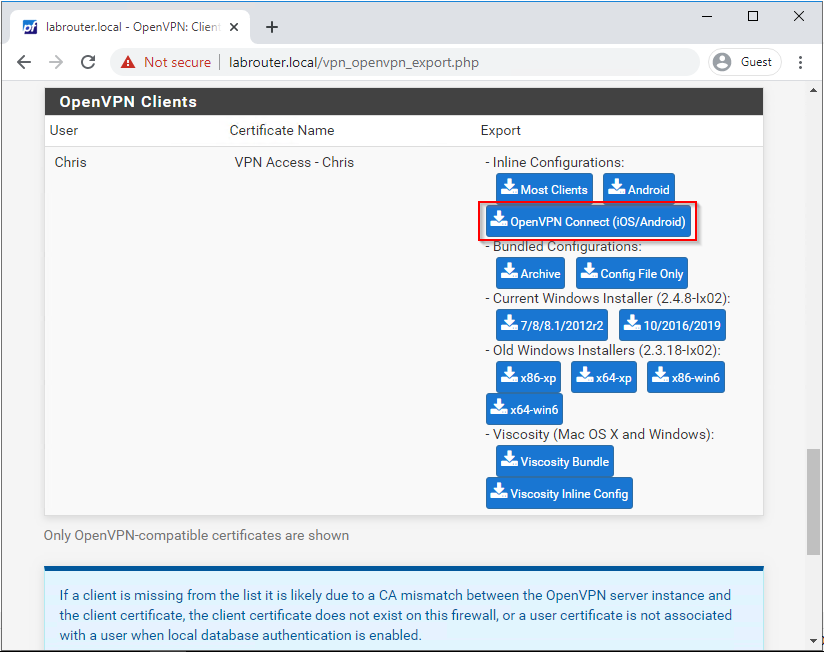 labrouter.local - OpenVPN: Client
Not secure
labrouter.local/vpn_openvpn_export.php
Guest
OpenVPN Clients
User Certificate Name Export
Chris VPN Access - Chris - Inline Configurations:
Most Clients Android
OpenVPN Connect (iOS/Android)
- Bundled Configurations:
Archive Config File Only
- Current Windows Installer (2.4.8-Ix02):
7/8/8.1/2012r2 10/2016/2019
- Old Windows Installers (2.3.18-Ix02):
x86-xp x64-xp x86-win6
x64-win6
- Viscosity (Mac OS X and Windows):
Viscosity Bundle
Viscosity Inline Config
Only OpenVPN-compatible certificates are shown
If a client is missing from the list it is likely due to a CA mismatch between the OpenVPN server instance and
the client certificate, the client certificate does not exist on this firewall, or a user certificate is not associated
with a user when local database authentication is enabled.